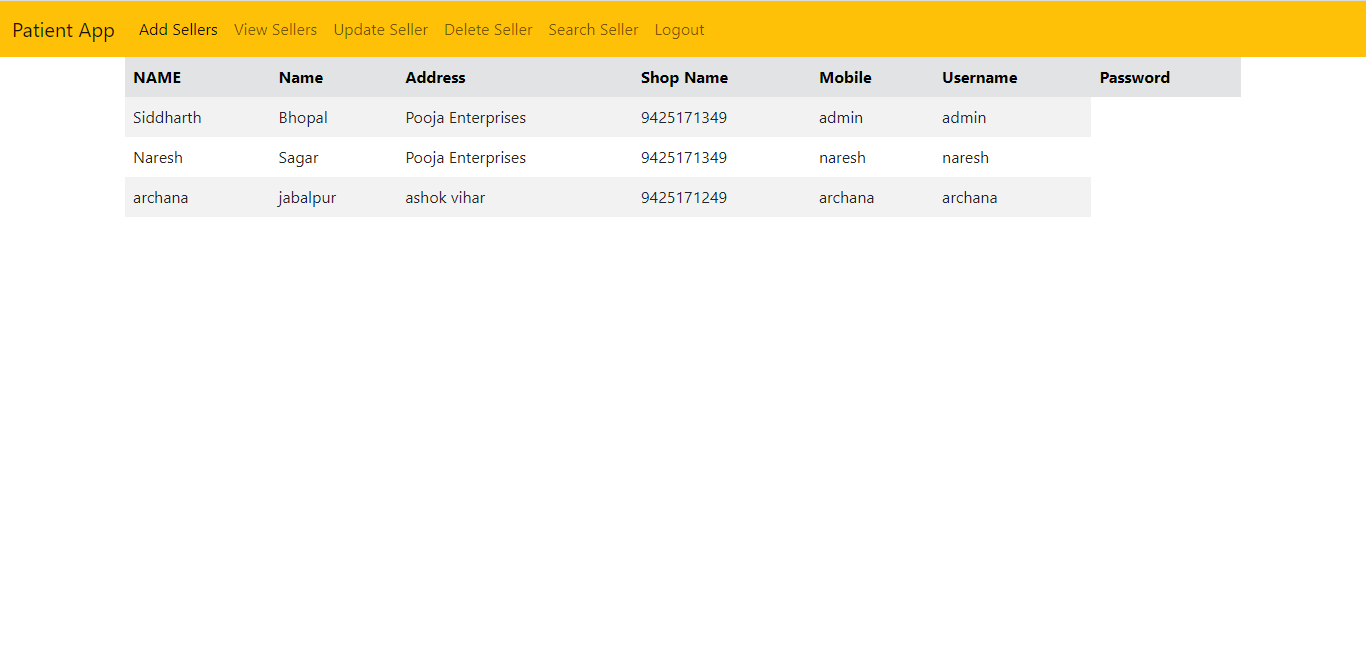 Patient App Add Sellers View Sellers Update Seller Delete Seller Search Seller Logout
NAME Name Address Shop Name Mobile Username Password
Siddharth Bhopal Pooja Enterprises 9425171349 admin admin
Naresh Sagar Pooja Enterprises 9425171349 naresh naresh
archana jabalpur ashok vihar 9425171249 archana archana